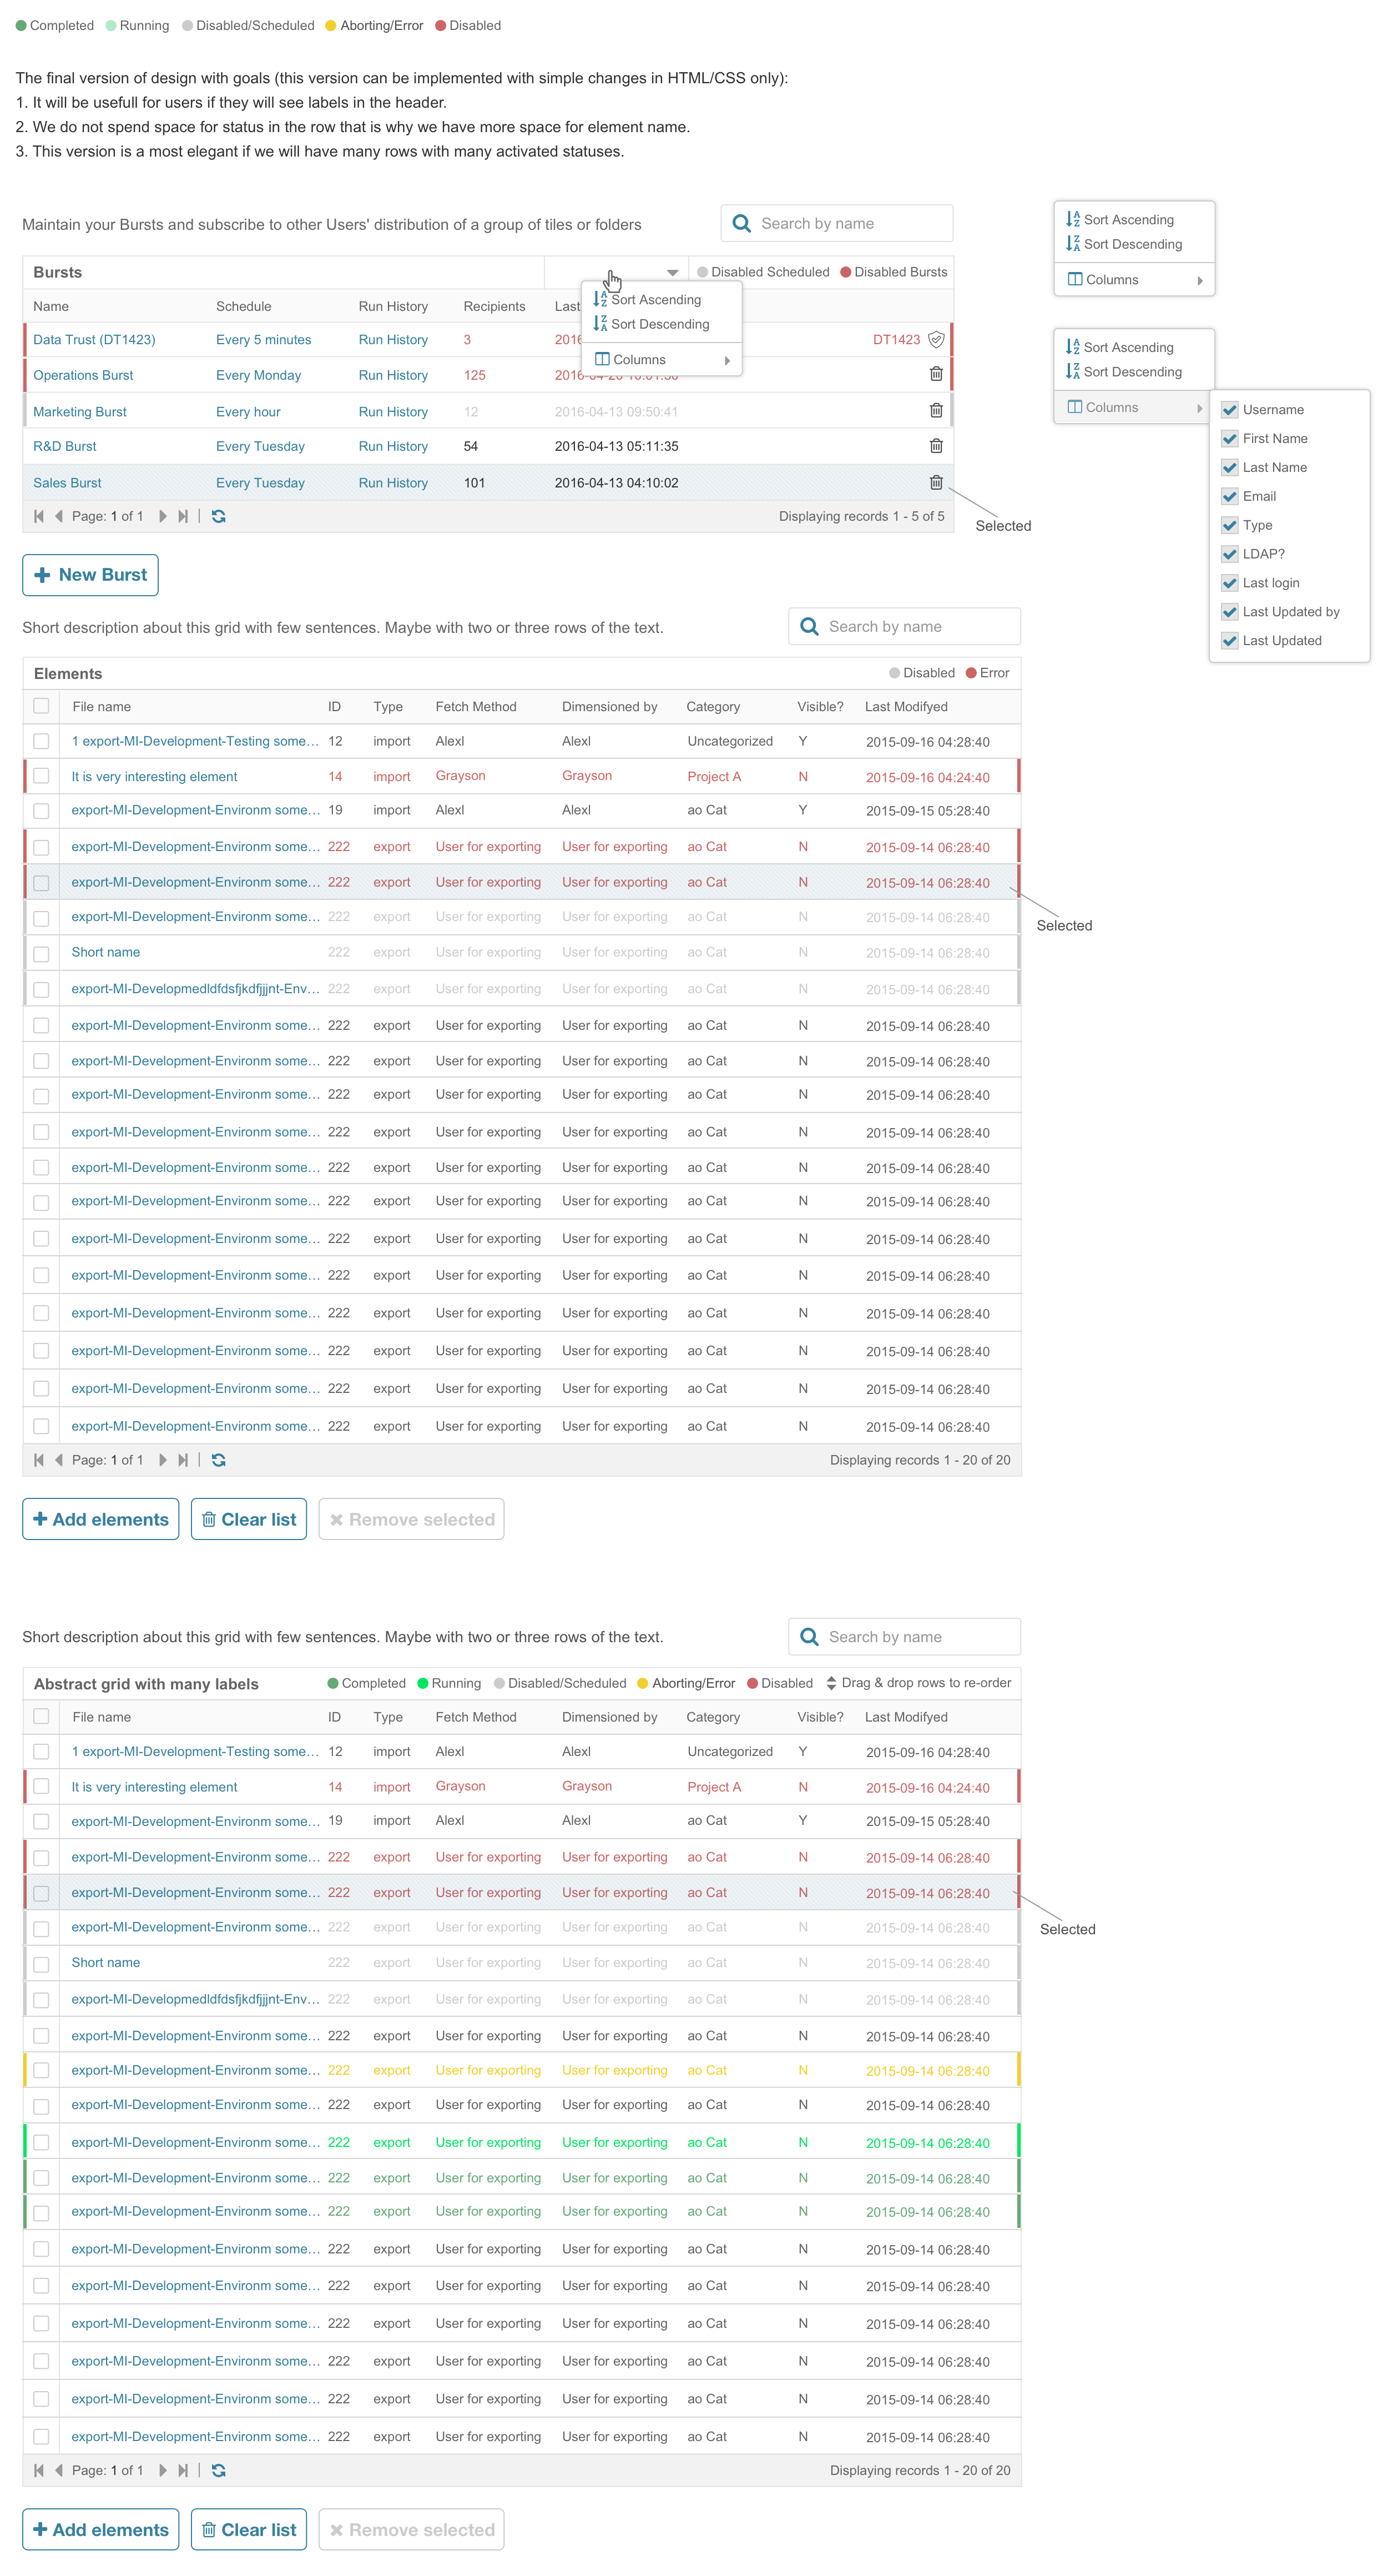 Completed Running Disabled/Scheduled Aborting/Error Disabled
The final version of design with goals (this version can be implemented with simple changes in HTML/CSS only):
1. It will be usefull for users if they will see labels in the header.
2. We do not spend space for status in the row that is why we have more space for element name.
3. This version is a most elegant if we will have many rows with many activated statuses.
Maintain your Bursts and subscribe to other Users' distribution of a group of tiles or folders Search by name
Bursts Disabled Scheduled Disabled Bursts
Name Schedule Run History Recipients Last
Data Trust (DT1423) Every 5 minutes Run History 3 2016 DT1423
Operations Burst Every Monday Run History 125
Marketing Burst Every hour Run History 12 2016-04-13 09:50:41
R&D Burst Every Tuesday Run History 54 2016-04-13 05:11:35
Sales Burst Every Tuesday Run History 101 2016-04-13 04:10:02
Page: 1 of 1 Displaying records 1 - 5 of 5
Sort Ascending
Sort Descending
Columns
Selected
Sort Ascending
Sort Descending
Columns
Sort Ascending
Sort Descending
Columns
Username
First Name
Last Name
Email
Type
LDAP?
Last login
Last Updated by
Last Updated
New Burst
Short description about this grid with few sentences. Maybe with two or three rows of the text. Search by name
Elements Disabled Error
File name ID Type Fetch Method Dimensioned by Category Visible? Last Modifyed
1 export-MI-Development-Testing some... 12 import Alexl Alexl Uncategorized Y 2015-09-16 04:28:40
It is very interesting element 14 import Grayson Grayson Project A N 2015-09-16 04:24:40
export-MI-Development-Environm some... 19 import Alexl Alexl ao Cat Y 2015-09-15 05:28:40
export-MI-Development-Environm some... 222 export User for exporting User for exporting ao Cat N 2015-09-14 06:28:40
export-MI-Development-Environm some... 222 export User for exporting User for exporting ao Cat N 2015-09-14 06:28:40
Selected
export-MI-Development-Environm some... 222 export User for exporting User for exporting ao Cat N 2015-09-14 06:28:40
Short name 222 export User for exporting User for exporting ao Cat N 2015-09-14 06:28:40
export-MI-Developmedldfdsfjkdfjjjnt-Env... 222 export User for exporting User for exporting ao Cat N 2015-09-14 06:28:40
export-MI-Development-Environm some... 222 export User for exporting User for exporting ao Cat N 2015-09-14 06:28:40
export-MI-Development-Environm some... 222 export User for exporting User for exporting ao Cat N 2015-09-14 06:28:40
export-MI-Development-Environm some... 222 export User for exporting User for exporting ao Cat N 2015-09-14 06:28:40
export-MI-Development-Environm some... 222 export User for exporting User for exporting ao Cat N 2015-09-14 06:28:40
export-MI-Development-Environm some... 222 export User for exporting User for exporting ao Cat N 2015-09-14 06:28:40
export-MI-Development-Environm some... 222 export User for exporting User for exporting ao Cat N 2015-09-14 06:28:40
export-MI-Development-Environm some... 222 export User for exporting User for exporting ao Cat N 2015-09-14 06:28:40
export-MI-Development-Environm some... 222 export User for exporting User for exporting ao Cat N 2015-09-14 06:28:40
export-MI-Development-Environm some... 222 export User for exporting User for exporting ao Cat N 2015-09-14 06:28:40
export-MI-Development-Environm some... 222 export User for exporting User for exporting ao Cat N 2015-09-14 06:28:40
export-MI-Development-Environm some... 222 export User for exporting User for exporting ao Cat N 2015-09-14 06:28:40
export-MI-Development-Environm some... 222 export User for exporting User for exporting ao Cat N 2015-09-14 06:28:40
Page: 1 of 1 Displaying records 1 - 20 of 20
Add elements Clear list Remove selected
Short description about this grid with few sentences. Maybe with two or three rows of the text. Search by name
Abstract grid with many labels Completed Running Disabled/Scheduled Aborting/Error Disabled Drag & drop rows to re-order
File name ID Type Fetch Method Dimensioned by Category Visible? Last Modifyed
1 export-MI-Development-Testing some... 12 import Alexl Alexl Uncategorized Y 2015-09-16 04:28:40
It is very interesting element 14 import Grayson Grayson Project A N 2015-09-16 04:24:40
export-MI-Development-Environm some... 19 import Alexl Alexl ao Cat Y 2015-09-15 05:28:40
export-MI-Development-Environm some... 222 export User for exporting User for exporting ao Cat N 2015-09-14 06:28:40
export-MI-Development-Environm some... 222 export User for exporting User for exporting ao Cat N 2015-09-14 06:28:40
Selected
export-MI-Development-Environm some... 222 export User for exporting User for exporting ao Cat N 2015-09-14 06:28:40
Short name 222 export User for exporting User for exporting ao Cat N 2015-09-14 06:28:40
export-MI-Developmedldfdsfjkdfjjjnt-Env... 222 export User for exporting User for exporting ao Cat N 2015-09-14 06:28:40
export-MI-Development-Environm some... 222 export User for exporting User for exporting ao Cat N 2015-09-14 06:28:40
export-MI-Development-Environm some... 222 export User for exporting User for exporting ao Cat N 2015-09-14 06:28:40
export-MI-Development-Environm some... 222 export User for exporting User for exporting ao Cat N 2015-09-14 06:28:40
export-MI-Development-Environm some... 222 export User for exporting User for exporting ao Cat N 2015-09-14 06:28:40
export-MI-Development-Environm some... 222 export User for exporting User for exporting ao Cat N 2015-09-14 06:28:40
export-MI-Development-Environm some... 222 export User for exporting User for exporting ao Cat N 2015-09-14 06:28:40
export-MI-Development-Environm some... 222 export User for exporting User for exporting ao Cat N 2015-09-14 06:28:40
export-MI-Development-Environm some... 222 export User for exporting User for exporting ao Cat N 2015-09-14 06:28:40
export-MI-Development-Environm some... 222 export User for exporting User for exporting ao Cat N 2015-09-14 06:28:40
export-MI-Development-Environm some... 222 export User for exporting User for exporting ao Cat N 2015-09-14 06:28:40
export-MI-Development-Environm some... 222 export User for exporting User for exporting ao Cat N 2015-09-14 06:28:40
export-MI-Development-Environm some... 222 export User for exporting User for exporting ao Cat N 2015-09-14 06:28:40
Page: 1 of 1 Displaying records 1 - 20 of 20
Add elements Clear list Remove selected